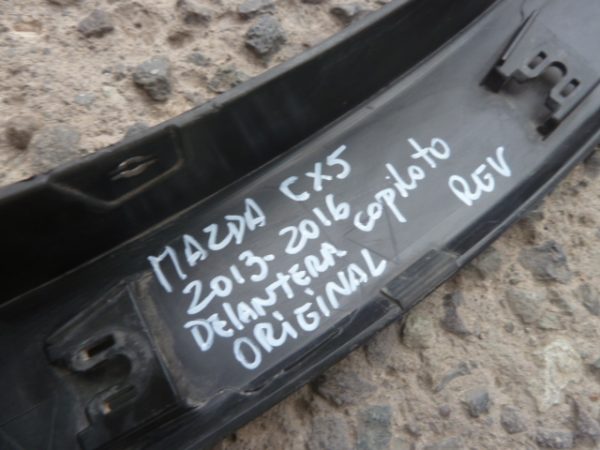 MAZDA CX5
2013-2016
DElANTERA copiloto REV
ORIGINAL